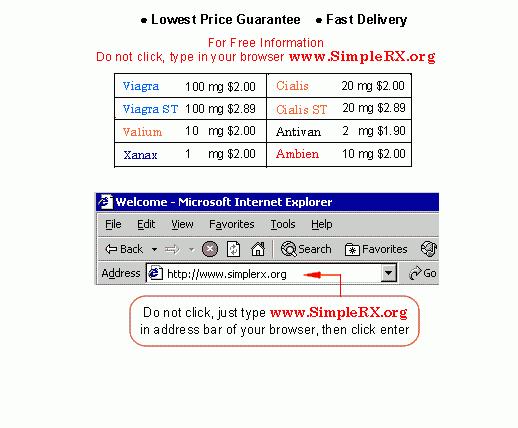 ● Lowest Price Guarantee ● Fast Delivery
For Free Information
Do not click, type in your browser www.SimpleRX.org
Viagra 100 mg $2.00 Cialis 20 mg $2.00
Viagra ST 100 mg $2.89 Cialis ST 20 mg $2.89
Valium 10 mg $2.00 Antivan 2 mg $1.90
Xanax 1 mg $2.00 Ambien 10 mg $2.00
Welcome - Microsoft Internet Explorer
File Edit View Favorites Tools Help
Back Search Favorites
Address http://www.simplerx.org Go
Do not click, just type www.SimpleRX.org
in address bar of your browser, then click enter